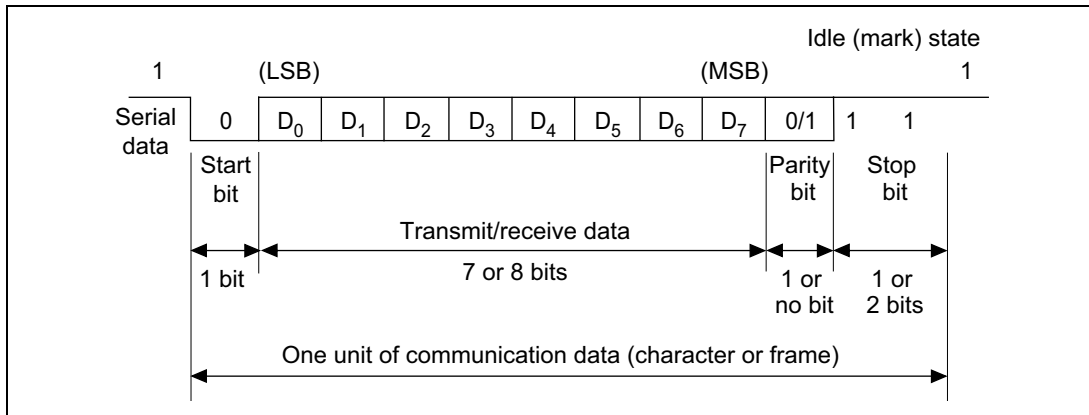 Idle (mark) state
1 (LSB) (MSB) 1
Serial data 0 D₀ D₁ D₂ D₃ D₄ D₅ D₆ D₇ 0/1 1 1
Start bit Parity bit Stop bit
Transmit/receive data
1 bit 7 or 8 bits 1 or no bit 1 or 2 bits
One unit of communication data (character or frame)